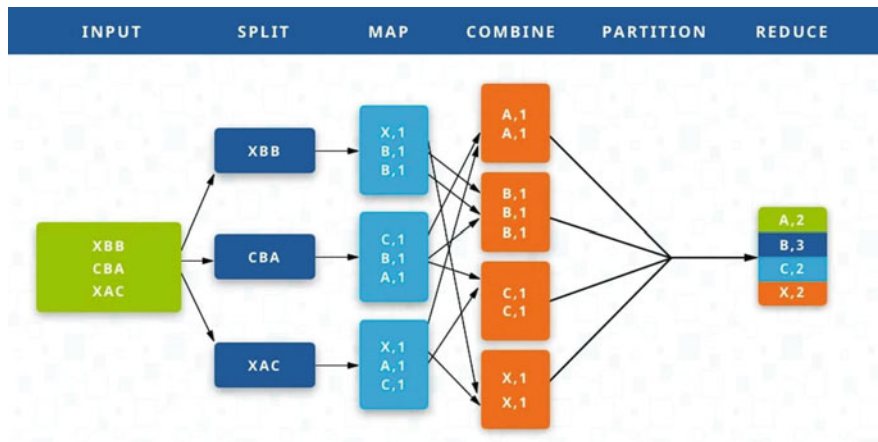 INPUT SPLIT MAP COMBINE PARTITION REDUCE
XBB
CBA
XAC
XBB
CBA
XAC
X,1
B,1
B,1
C,1
B,1
A,1
X,1
A,1
C,1
A,1
A,1
B,1
B,1
B,1
C,1
C,1
X,1
X,1
A,2
B,3
C,2
X,2